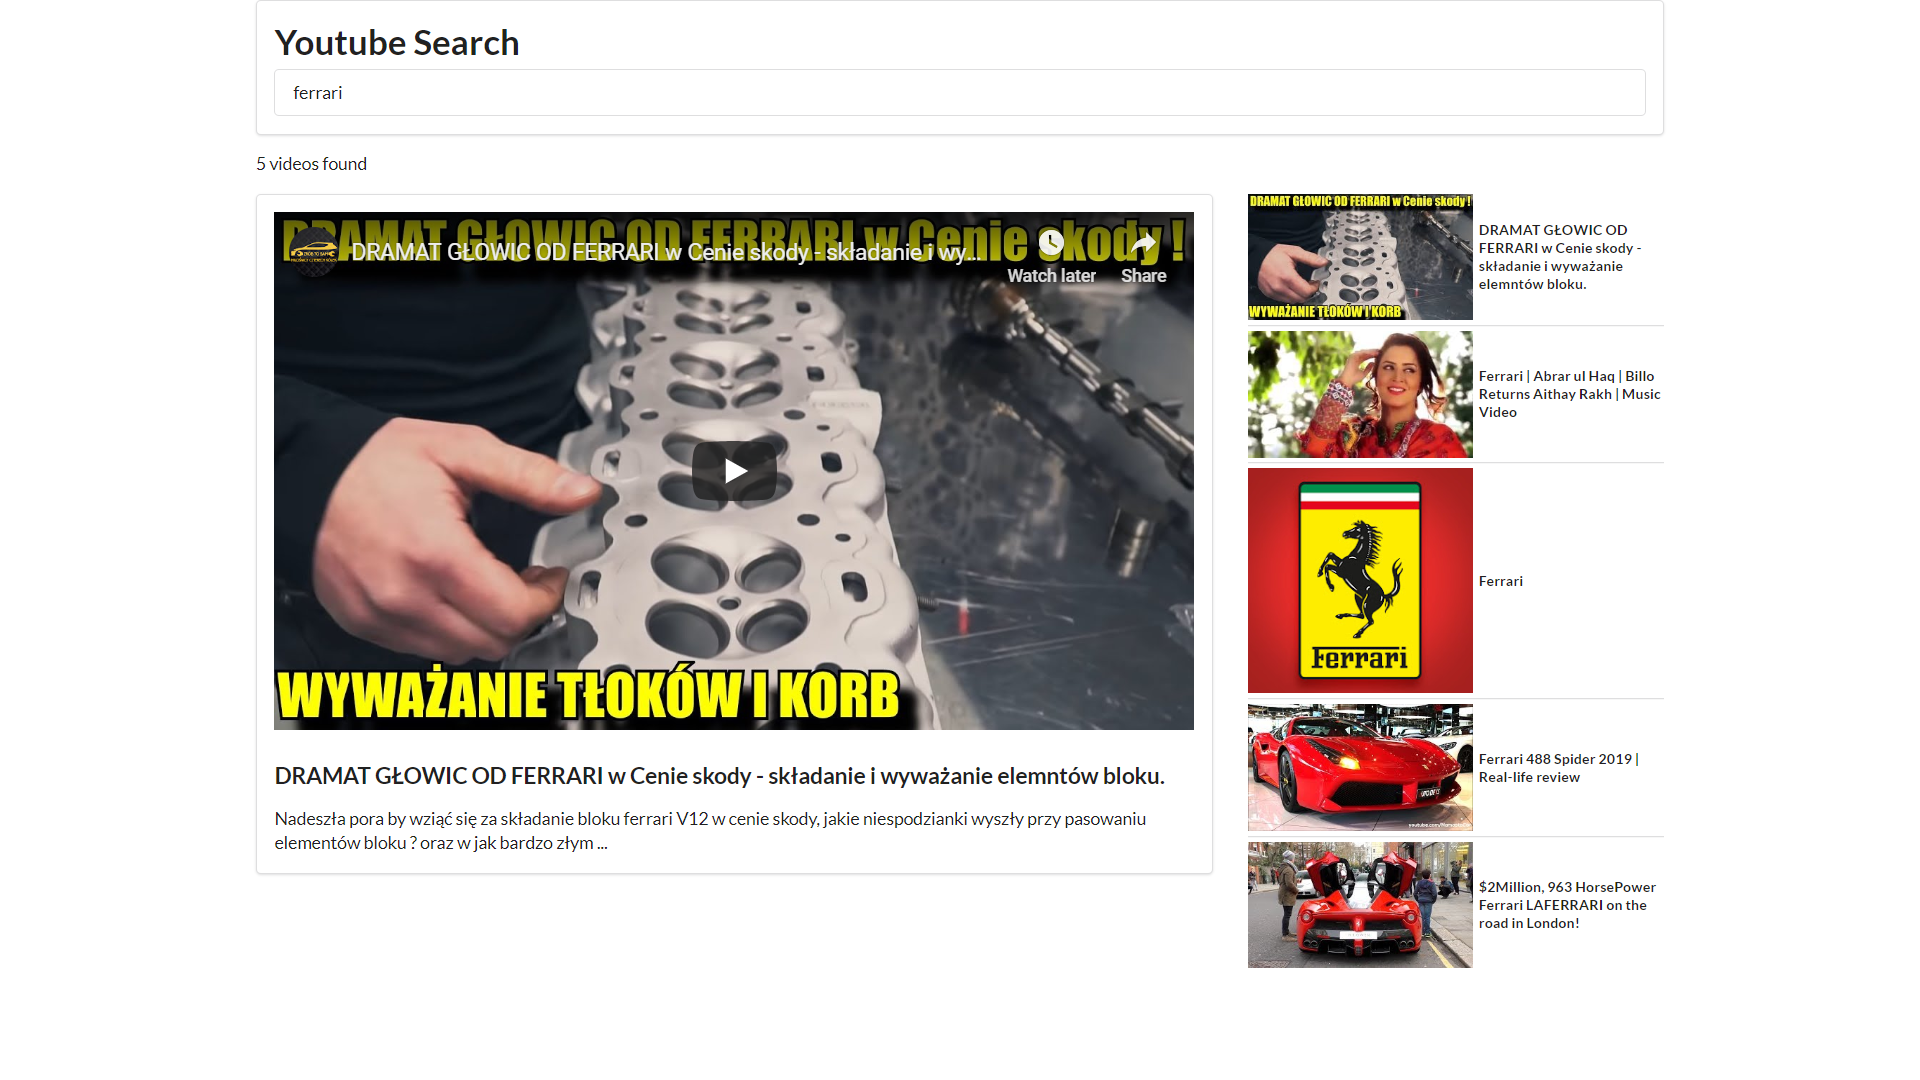 Youtube Search
ferrari
5 videos found
DRAMAT GŁOWIC OD FERRARI w Cenie skody !
DRAMAT GŁOWIC OD FERRARI w Cenie skody - składanie i wy...
Watch later
Share
WYWAŻANIE TŁOKÓW I KORB
DRAMAT GŁOWIC OD FERRARI w Cenie skody - składanie i wyważanie elemntów bloku.
Nadeszła pora by wziąć się za składanie bloku ferrari V12 w cenie skody, jakie niespodzianki wyszły przy pasowaniu
elementów bloku ? oraz w jak bardzo złym ...
DRAMAT GŁOWIC OD FERRARI w Cenie skody !
WYWAŻANIE TŁOKÓW I KORB
DRAMAT GŁOWIC OD
FERRARI w Cenie skody -
składanie i wyważanie
elemntów bloku.
Ferrari | Abrar ul Haq | Billo
Returns Aithay Rakh | Music
Video
Ferrari
Ferrari
Ferrari 488 Spider 2019 |
Real-life review
$2Million, 963 HorsePower
Ferrari LAFERRARI on the
road in London!